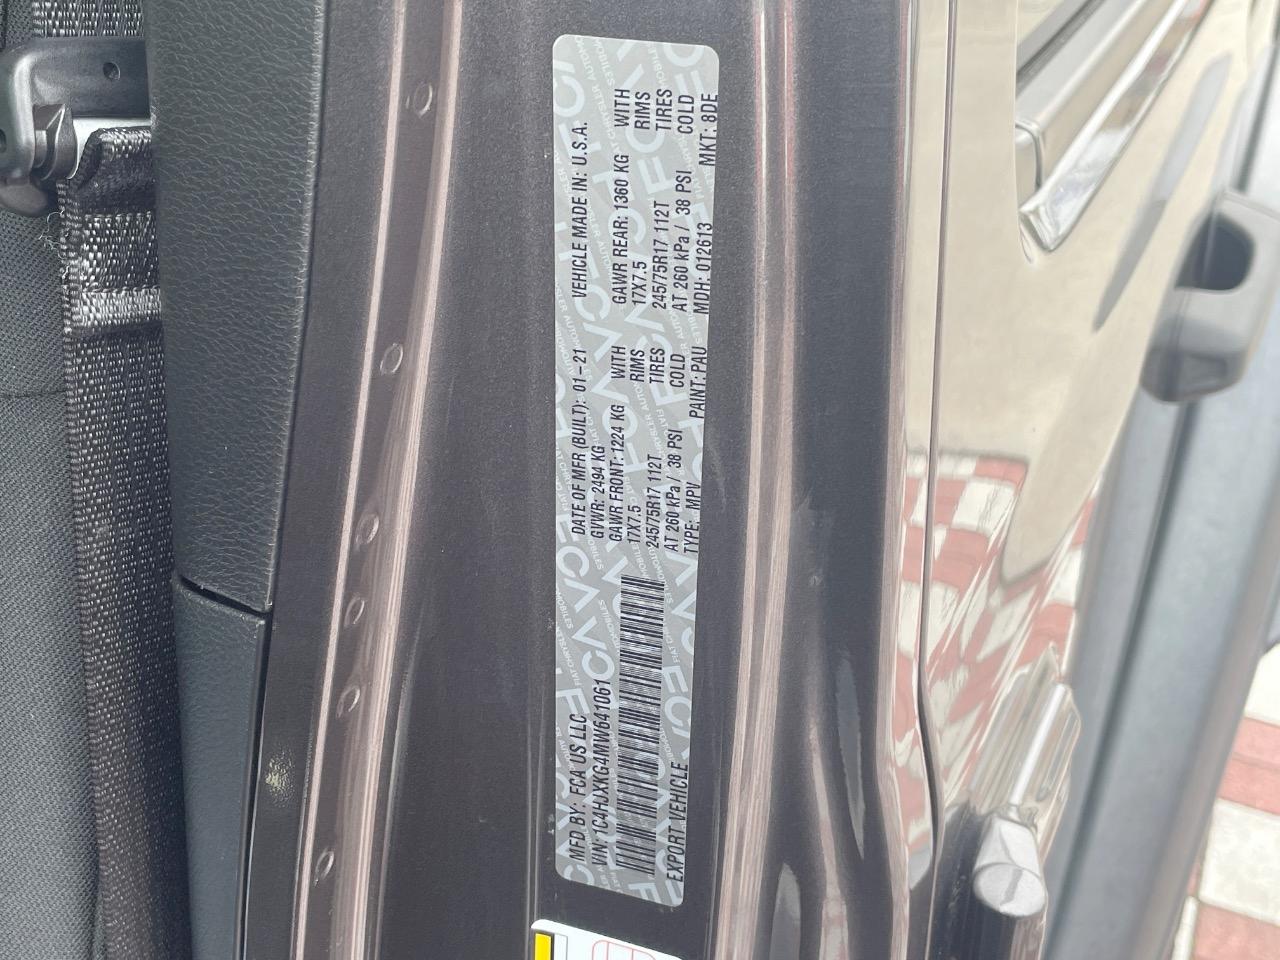 MFD BY: FCA US LLC DATE OF MFR (BUILT): 01-21 VEHICLE MADE IN: U.S.A.
VIN: 1C4HJXKG4MW641061 GVWR: 2494 KG
GAWR FRONT: 1224 KG WITH GAWR REAR: 1360 KG WITH
17X7.5 RIMS 17X7.5 RIMS
245/75R17 112T TIRES 245/75R17 112T TIRES
AT 260 kPa / 38 PSI COLD AT 260 kPa / 38 PSI COLD
EXPORT VEHICLE TYPE: MPV PAINT: PAU MDH: 012613 MKT: 8DE